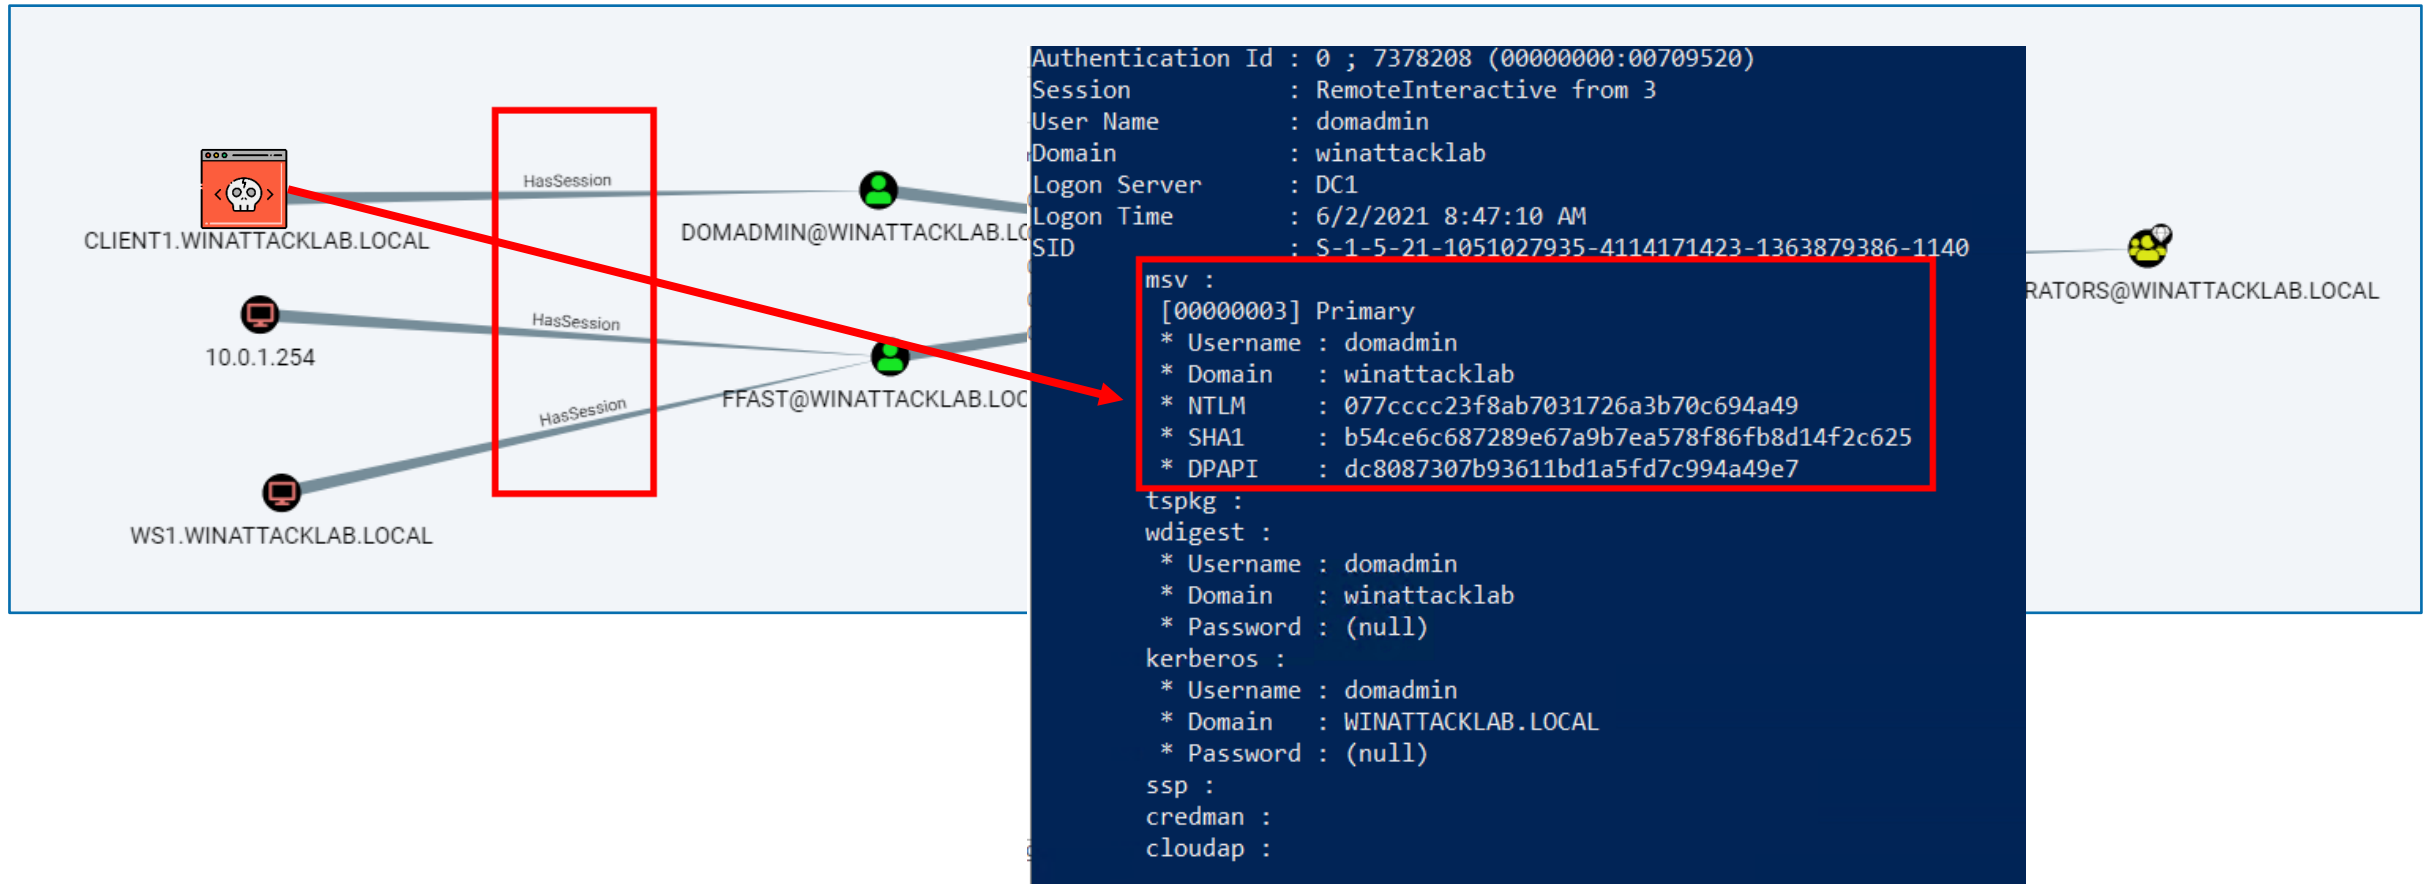 HasSession
CLIENT1.WINATTACKLAB.LOCAL
DOMADMIN@WINATTACKLAB.LO
HasSession
10.0.1.254
FFAST@WINATTACKLAB.LOC
HasSession
WS1.WINATTACKLAB.LOCAL
RATORS@WINATTACKLAB.LOCAL
Authentication Id : 0 ; 7378208 (00000000:00709520)
Session           : RemoteInteractive from 3
User Name         : domadmin
Domain            : winattacklab
Logon Server      : DC1
Logon Time        : 6/2/2021 8:47:10 AM
SID               : S-1-5-21-1051027935-4114171423-1363879386-1140
msv :
[00000003] Primary
* Username : domadmin
* Domain   : winattacklab
* NTLM     : 077cccc23f8ab7031726a3b70c694a49
* SHA1     : b54ce6c687289e67a9b7ea578f86fb8d14f2c625
* DPAPI    : dc8087307b93611bd1a5fd7c994a49e7
tspkg :
wdigest :
* Username : domadmin
* Domain   : winattacklab
* Password : (null)
kerberos :
* Username : domadmin
* Domain   : WINATTACKLAB.LOCAL
* Password : (null)
ssp :
credman :
cloudap :